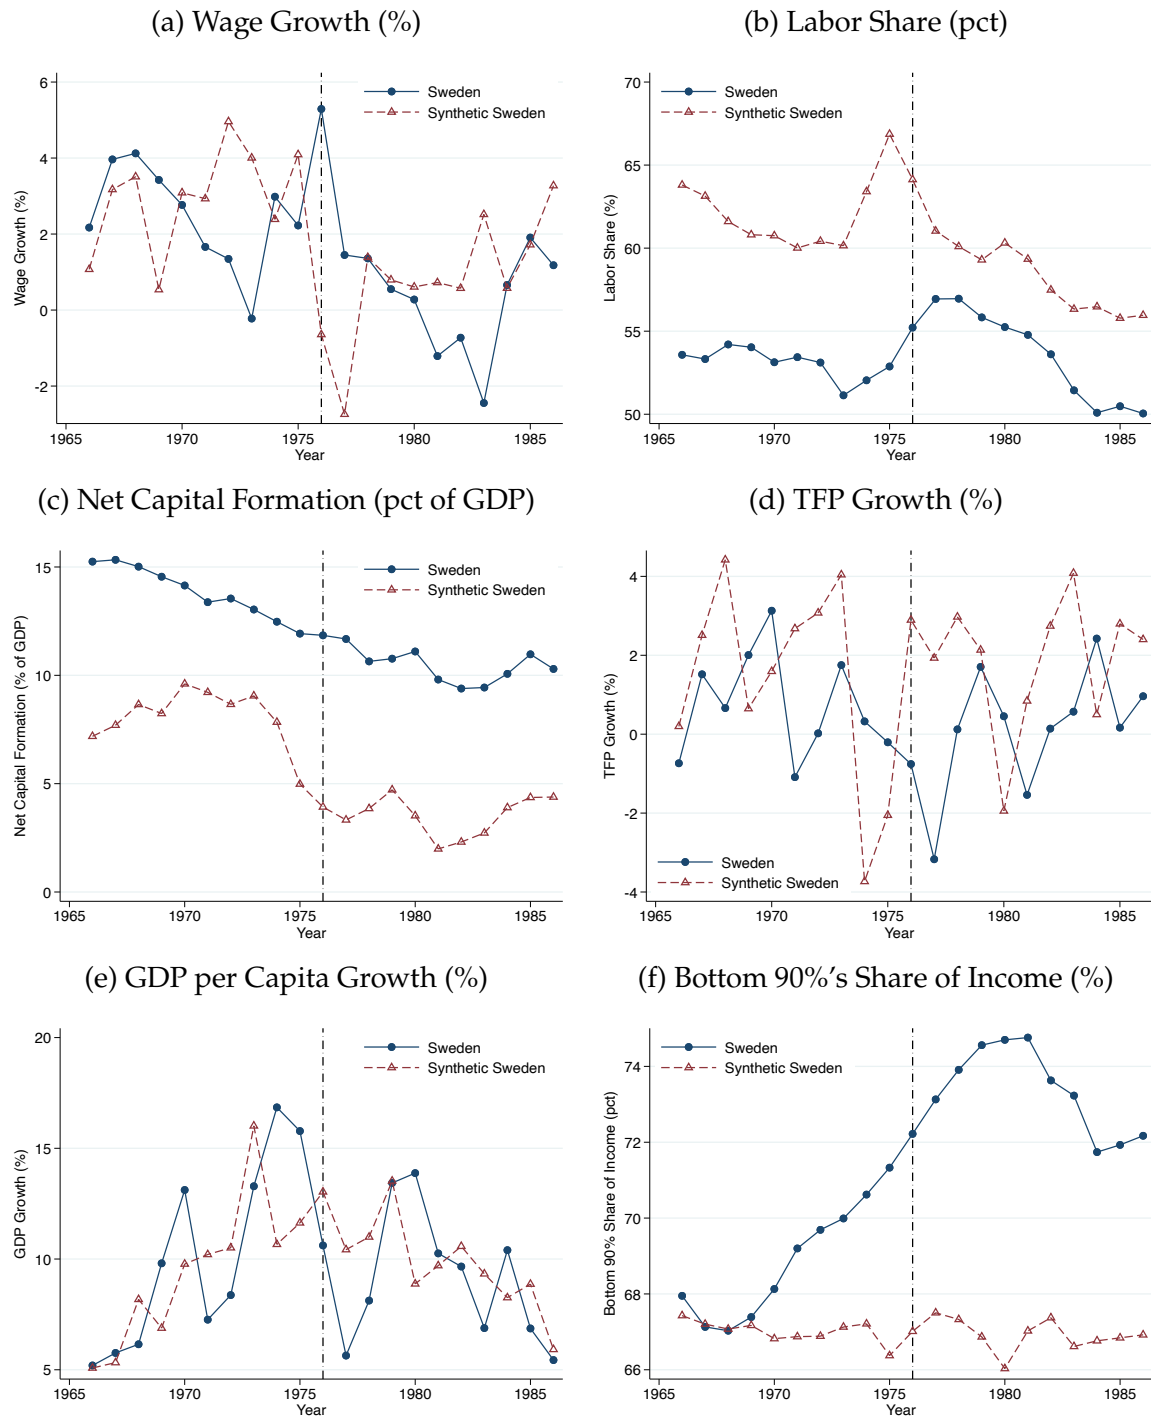 (a) Wage Growth (%)
6
4
2
0
-2
Wage Growth (%)
Sweden
Synthetic Sweden
1965 1970 1975 1980 1985
Year
(b) Labor Share (pct)
70
65
60
55
50
Labor Share (%)
Sweden
Synthetic Sweden
1965 1970 1975 1980 1985
Year
(c) Net Capital Formation (pct of GDP)
15
10
5
0
Net Capital Formation (% of GDP)
Sweden
Synthetic Sweden
1965 1970 1975 1980 1985
Year
(d) TFP Growth (%)
4
2
0
-2
-4
TFP Growth (%)
Sweden
Synthetic Sweden
1965 1970 1975 1980 1985
Year
(e) GDP per Capita Growth (%)
20
15
10
5
GDP Growth (%)
Sweden
Synthetic Sweden
1965 1970 1975 1980 1985
Year
(f) Bottom 90%’s Share of Income (%)
74
72
70
68
66
Bottom 90% Share of Income (pct)
Sweden
Synthetic Sweden
1965 1970 1975 1980 1985
Year